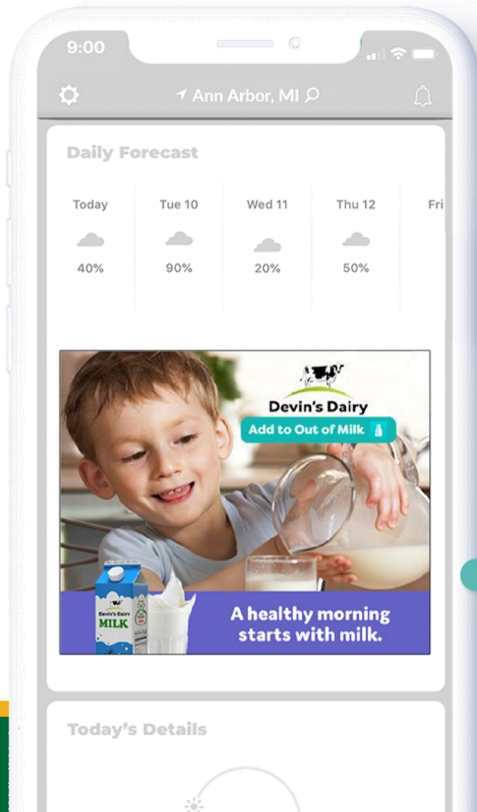 9:00
Ann Arbor, MI
Daily Forecast
Today Tue 10 Wed 11 Thu 12 Fri
40% 90% 20% 50%
Devin's Dairy
Add to Out of Milk
Devin's Dairy
MILK
A healthy morning
starts with milk.
Today's Details